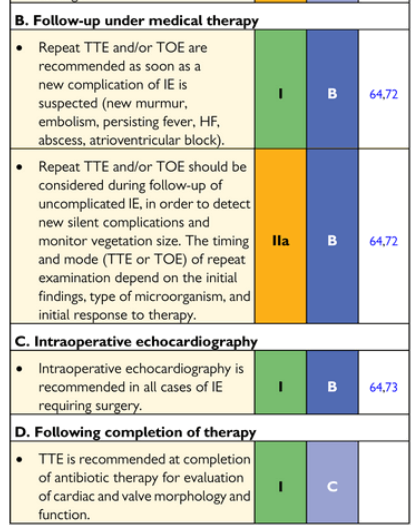 B. Follow-up under medical therapy
• Repeat TTE and/or TOE are
recommended as soon as a
new complication of IE is
suspected (new murmur,
embolism, persisting fever, HF,
abscess, atrioventricular block).
I
B
64,72
• Repeat TTE and/or TOE should be
considered during follow-up of
uncomplicated IE, in order to detect
new silent complications and
monitor vegetation size. The timing
and mode (TTE or TOE) of repeat
examination depend on the initial
findings, type of microorganism, and
initial response to therapy.
IIa
B
64,72
C. Intraoperative echocardiography
• Intraoperative echocardiography is
recommended in all cases of IE
requiring surgery.
I
B
64,73
D. Following completion of therapy
• TTE is recommended at completion
of antibiotic therapy for evaluation
of cardiac and valve morphology and
function.
I
C